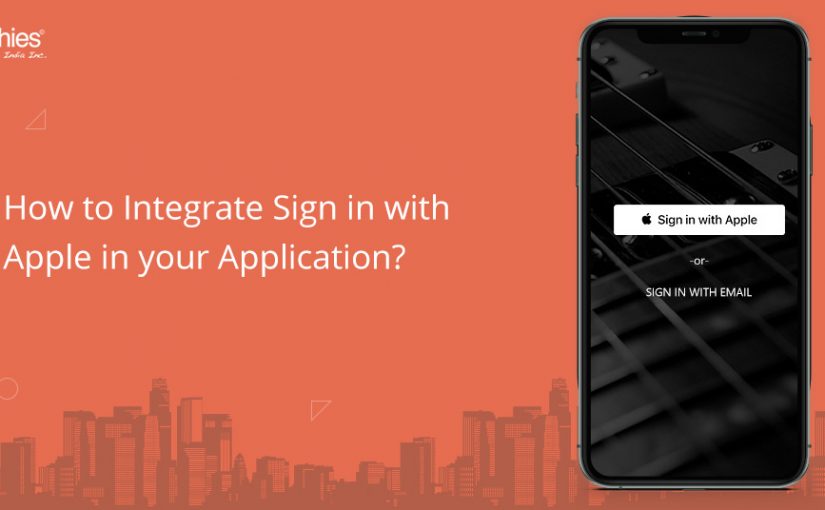 hies©
India Inc.
How to Integrate Sign in with
Apple in your Application?
Sign in with Apple
-or-
SIGN IN WITH EMAIL